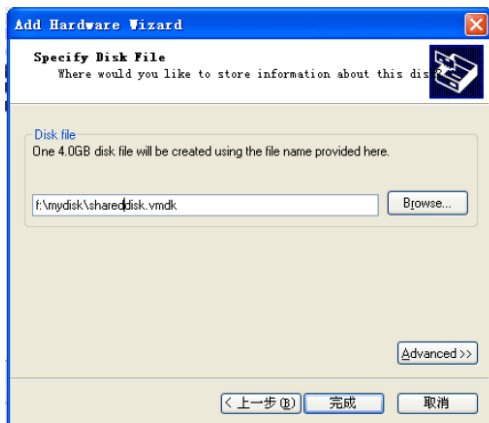 Add Hardware Wizard
Specify Disk File
Where would you like to store information about this dis
Disk file
One 4.0GB disk file will be created using the file name provided here.
f:\mydisk\shareddisk.vmdk
Browse...
Advanced >>
< 上一步(B)
完成
取消